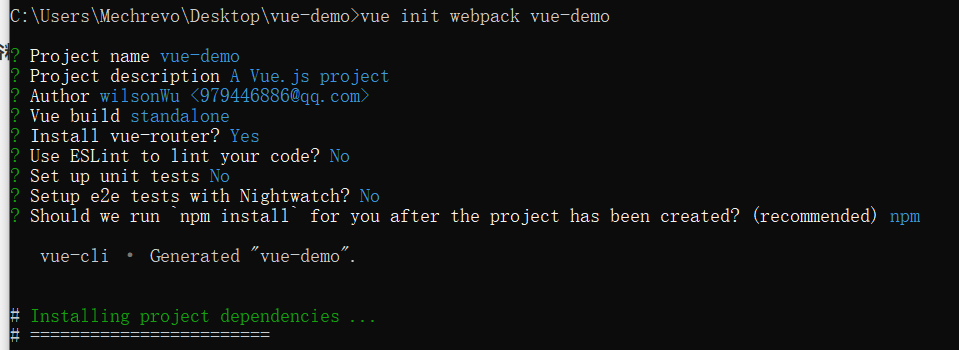 C:\Users\Mechrevo\Desktop\vue-demo>vue init webpack vue-demo
? Project name vue-demo
? Project description A Vue.js project
? Author wilsonWu <979446886@qq.com>
? Vue build standalone
? Install vue-router? Yes
? Use ESLint to lint your code? No
? Set up unit tests No
? Setup e2e tests with Nightwatch? No
? Should we run `npm install` for you after the project has been created? (recommended) npm
vue-cli · Generated "vue-demo".
# Installing project dependencies ...
# ========================